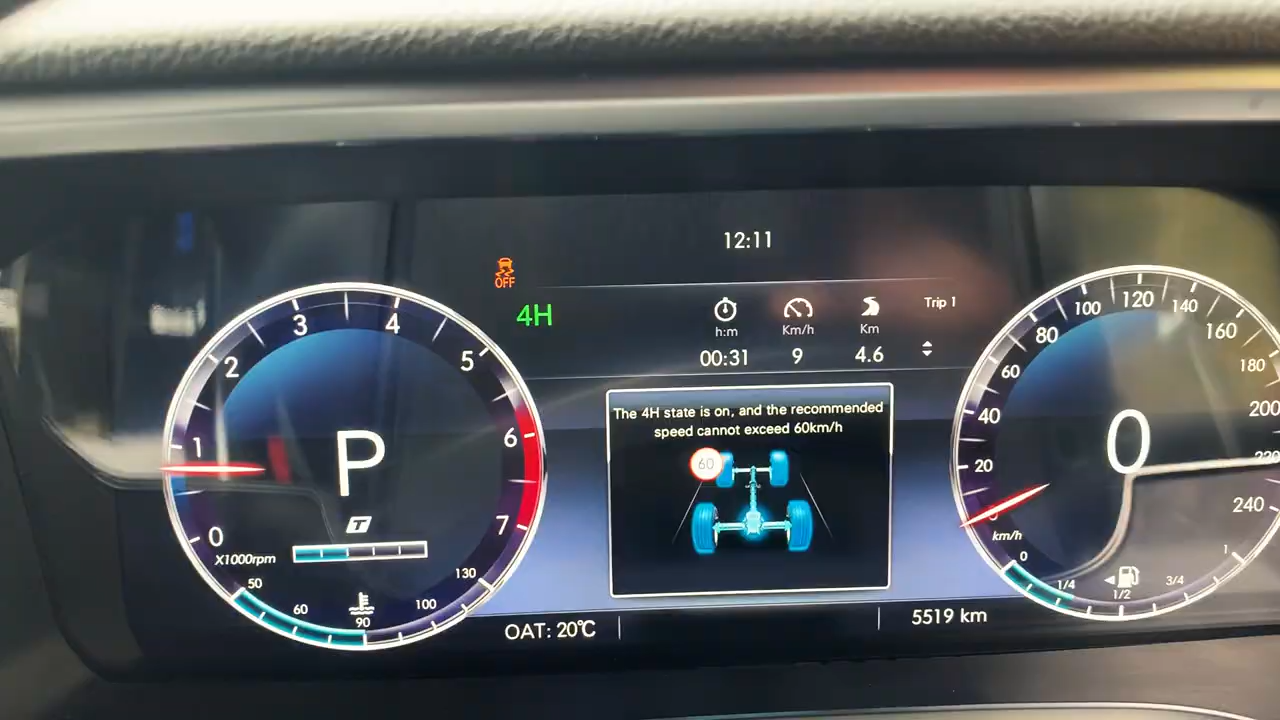 12:11
OFF
4H
Trip 1
h:m
Km/h
Km
00:31
9
4.6
0
1
2
3
4
5
6
7
P
T
X1000rpm
50
60
90
100
130
The 4H state is on, and the recommended
speed cannot exceed 60km/h
60
20
40
60
80
100
120
140
160
180
200
220
240
0
km/h
0
1/4
1/2
3/4
1
OAT: 20℃
5519 km